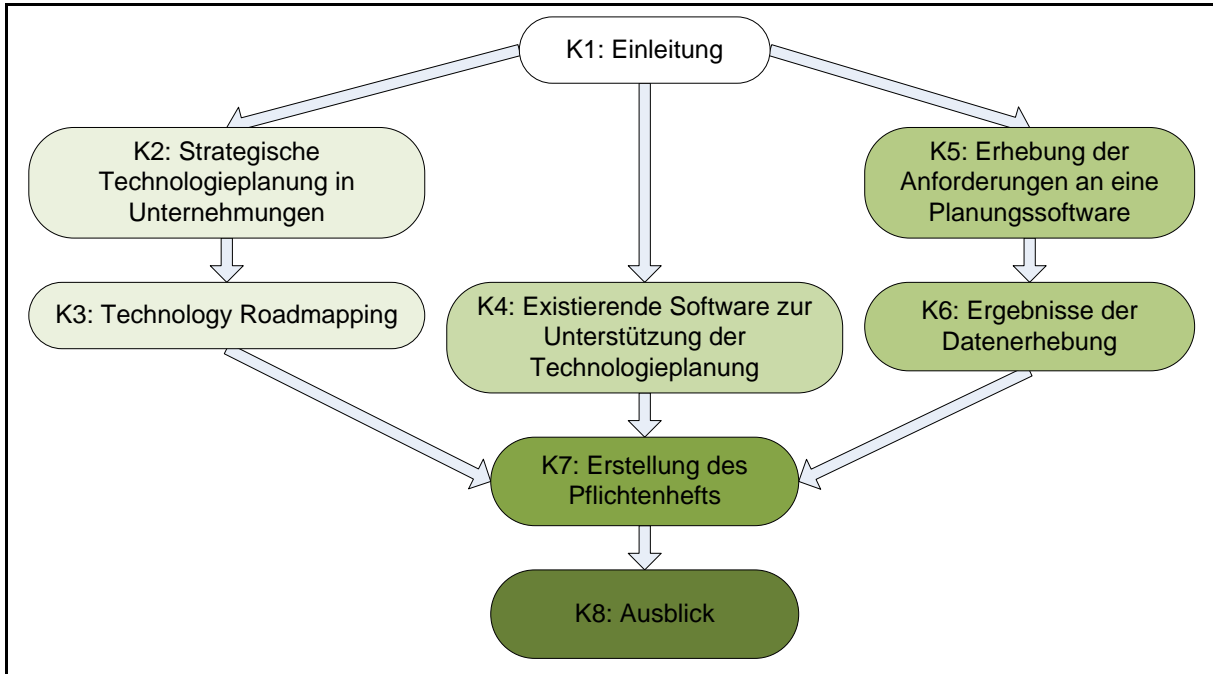 K1: Einleitung
K2: Strategische
Technologieplanung in
Unternehmungen
K5: Erhebung der
Anforderungen an eine
Planungssoftware
K3: Technology Roadmapping
K4: Existierende Software zur
Unterstützung der
Technologieplanung
K6: Ergebnisse der
Datenerhebung
K7: Erstellung des
Pflichtenhefts
K8: Ausblick